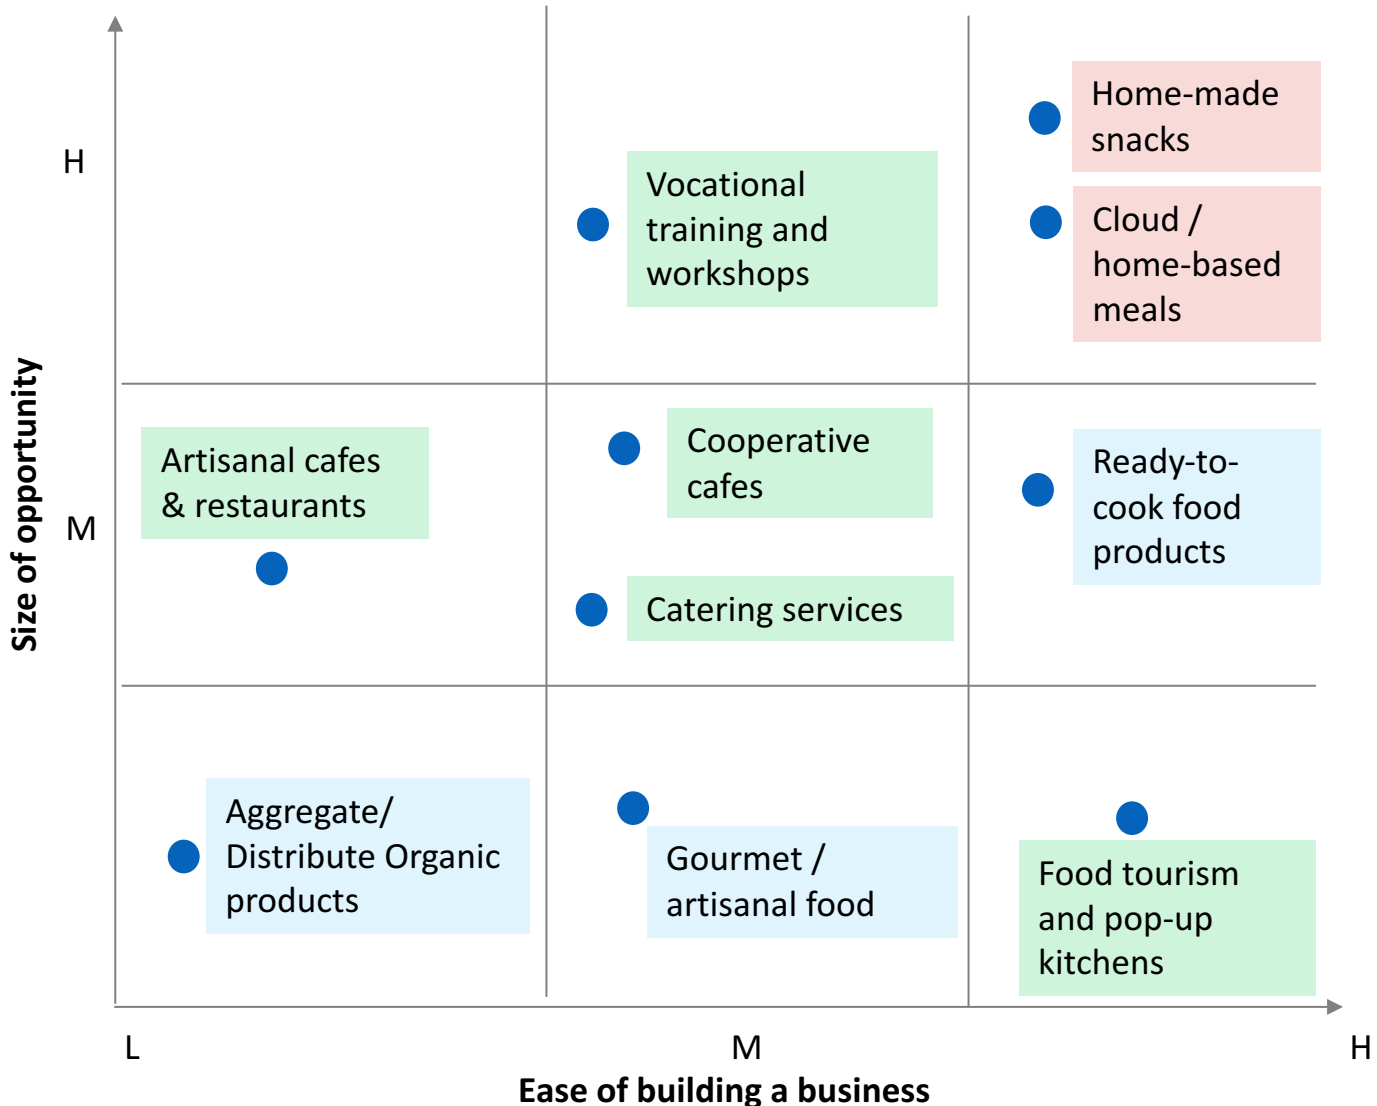 Home-made
snacks
H
Vocational
training and
workshops
Cloud /
home-based
meals
Size of opportunity
Artisanal cafes
& restaurants
Cooperative
cafes
Ready-to-
cook food
products
M
Catering services
Aggregate/
Distribute Organic
products
Gourmet /
artisanal food
Food tourism
and pop-up
kitchens
L
M
H
Ease of building a business